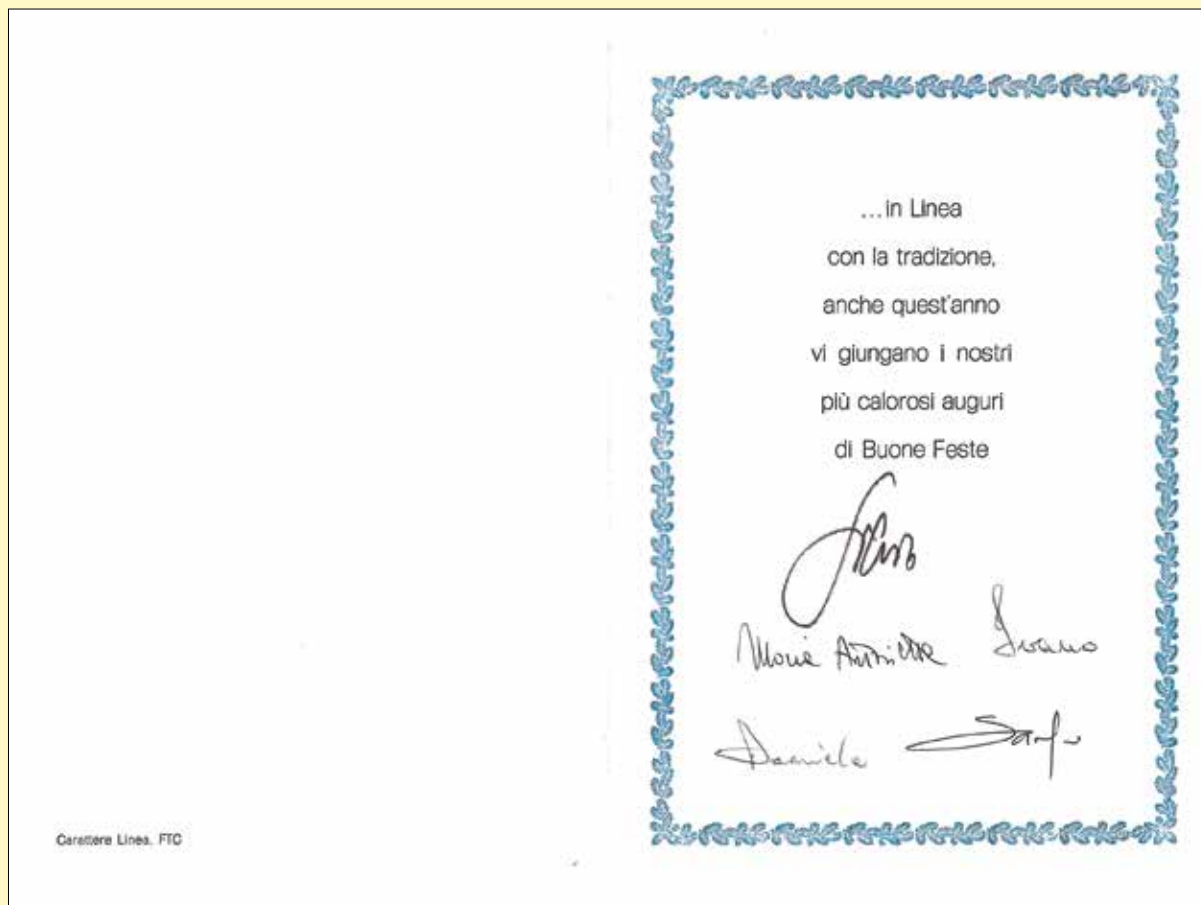 ...in Linea
con la tradizione,
anche quest'anno
vi giungano i nostri
più calorosi auguri
di Buone Feste
Maria Antonietta Ivano
Daniela
Carattere Linea. FTC